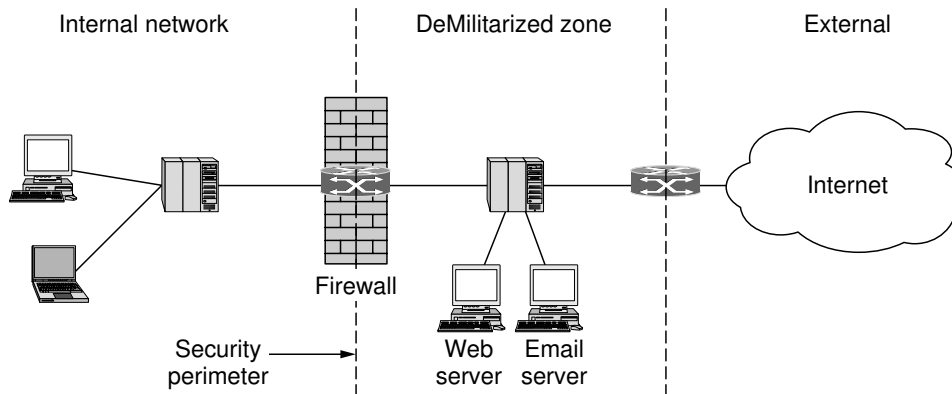 Internal network
DeMilitarized zone
External
Internet
Firewall
Security
perimeter
Web
server
Email
server